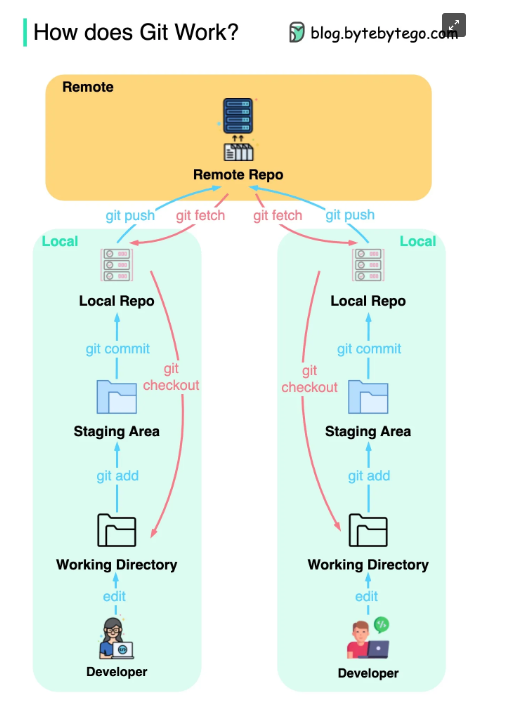 How does Git Work?
blog.bytebytego.com
Remote
Remote Repo
git push
git fetch
git fetch
git push
Local
Local
Local Repo
Local Repo
git commit
git commit
git
checkout
git
checkout
Staging Area
Staging Area
git add
git add
Working Directory
Working Directory
edit
edit
Developer
Developer